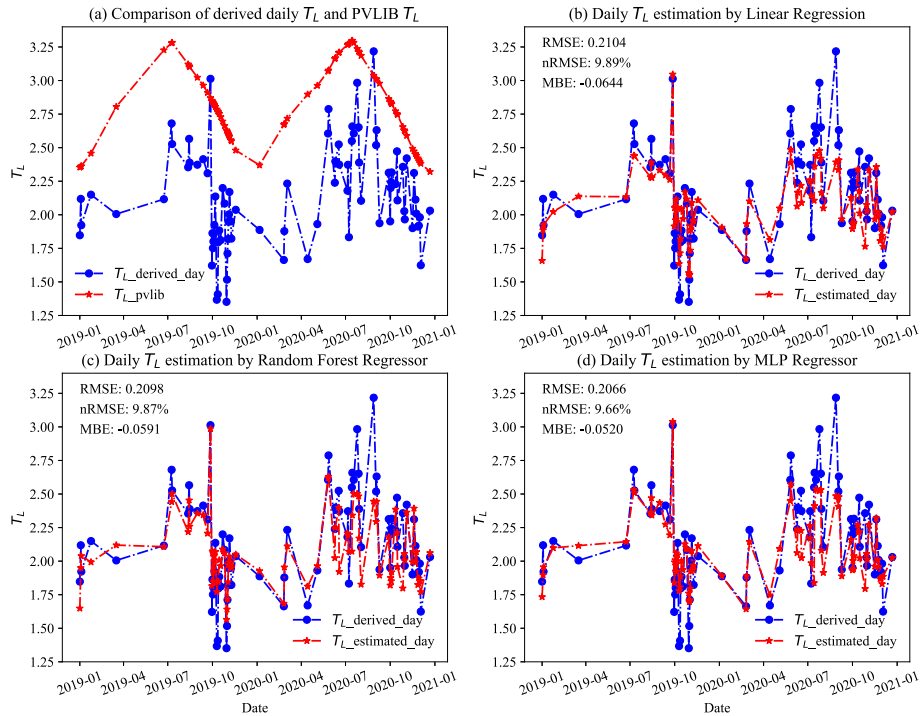 (a) Comparison of derived daily T_L and PVLIB T_L
3.25
3.00
2.75
2.50
2.25
2.00
1.75
1.50
1.25
T_L
T_L_derived_day
T_L_pvlib
2019-01
2019-04
2019-07
2019-10
2020-01
2020-04
2020-07
2020-10
2021-01
(b) Daily T_L estimation by Linear Regression
RMSE: 0.2104
nRMSE: 9.89%
MBE: -0.0644
3.25
3.00
2.75
2.50
2.25
2.00
1.75
1.50
1.25
T_L
T_L_derived_day
T_L_estimated_day
2019-01
2019-04
2019-07
2019-10
2020-01
2020-04
2020-07
2020-10
2021-01
(c) Daily T_L estimation by Random Forest Regressor
RMSE: 0.2098
nRMSE: 9.87%
MBE: -0.0591
3.25
3.00
2.75
2.50
2.25
2.00
1.75
1.50
1.25
T_L
T_L_derived_day
T_L_estimated_day
2019-01
2019-04
2019-07
2019-10
2020-01
2020-04
2020-07
2020-10
2021-01
Date
(d) Daily T_L estimation by MLP Regressor
RMSE: 0.2066
nRMSE: 9.66%
MBE: -0.0520
3.25
3.00
2.75
2.50
2.25
2.00
1.75
1.50
1.25
T_L
T_L_derived_day
T_L_estimated_day
2019-01
2019-04
2019-07
2019-10
2020-01
2020-04
2020-07
2020-10
2021-01
Date